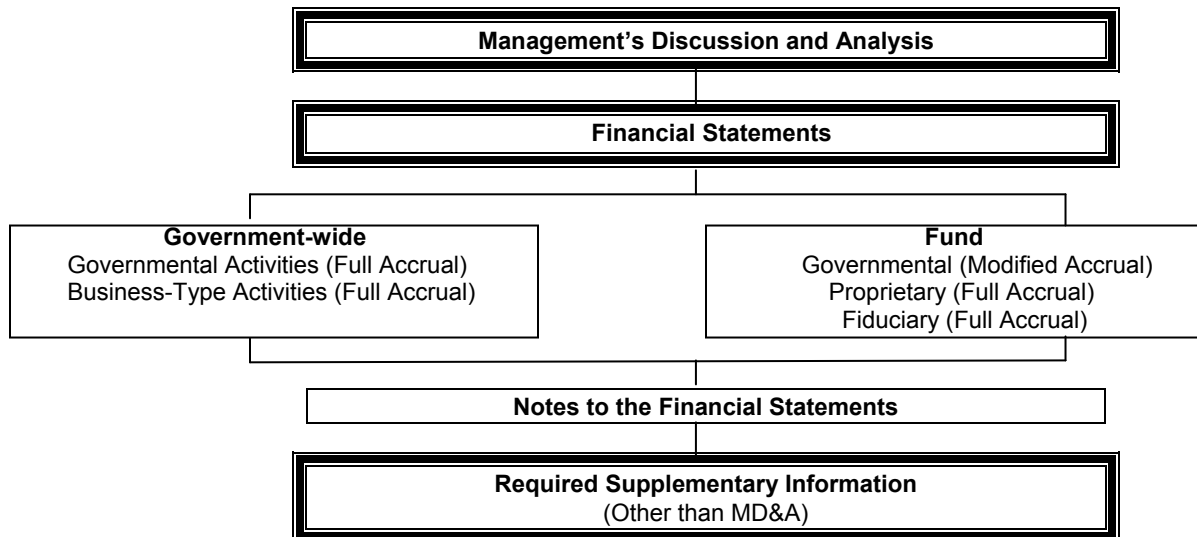 Management’s Discussion and Analysis
Financial Statements
Government-wide
Governmental Activities (Full Accrual)
Business-Type Activities (Full Accrual)
Fund
Governmental (Modified Accrual)
Proprietary (Full Accrual)
Fiduciary (Full Accrual)
Notes to the Financial Statements
Required Supplementary Information
(Other than MD&A)